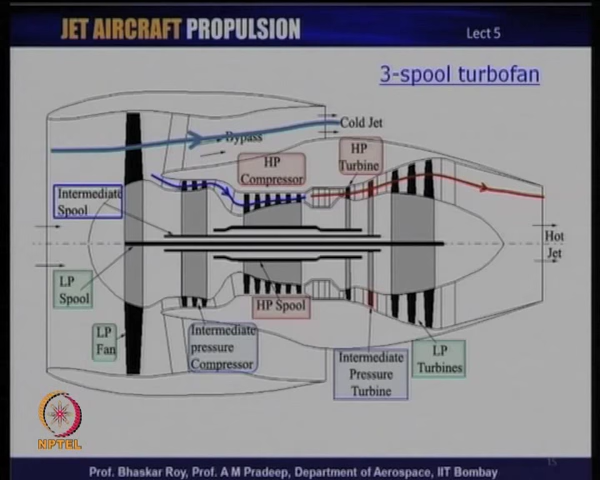 JET AIRCRAFT PROPULSION
Lect 5
3-spool turbofan
Cold Jet
Bypass
HP
Compressor
HP
Turbine
Intermediate
Spool
Hot
Jet
LP
Spool
HP Spool
LP
Fan
Intermediate
pressure
Compressor
Intermediate
Pressure
Turbine
LP
Turbines
NPTEL
15
Prof. Bhaskar Roy, Prof. A M Pradeep, Department of Aerospace, IIT Bombay